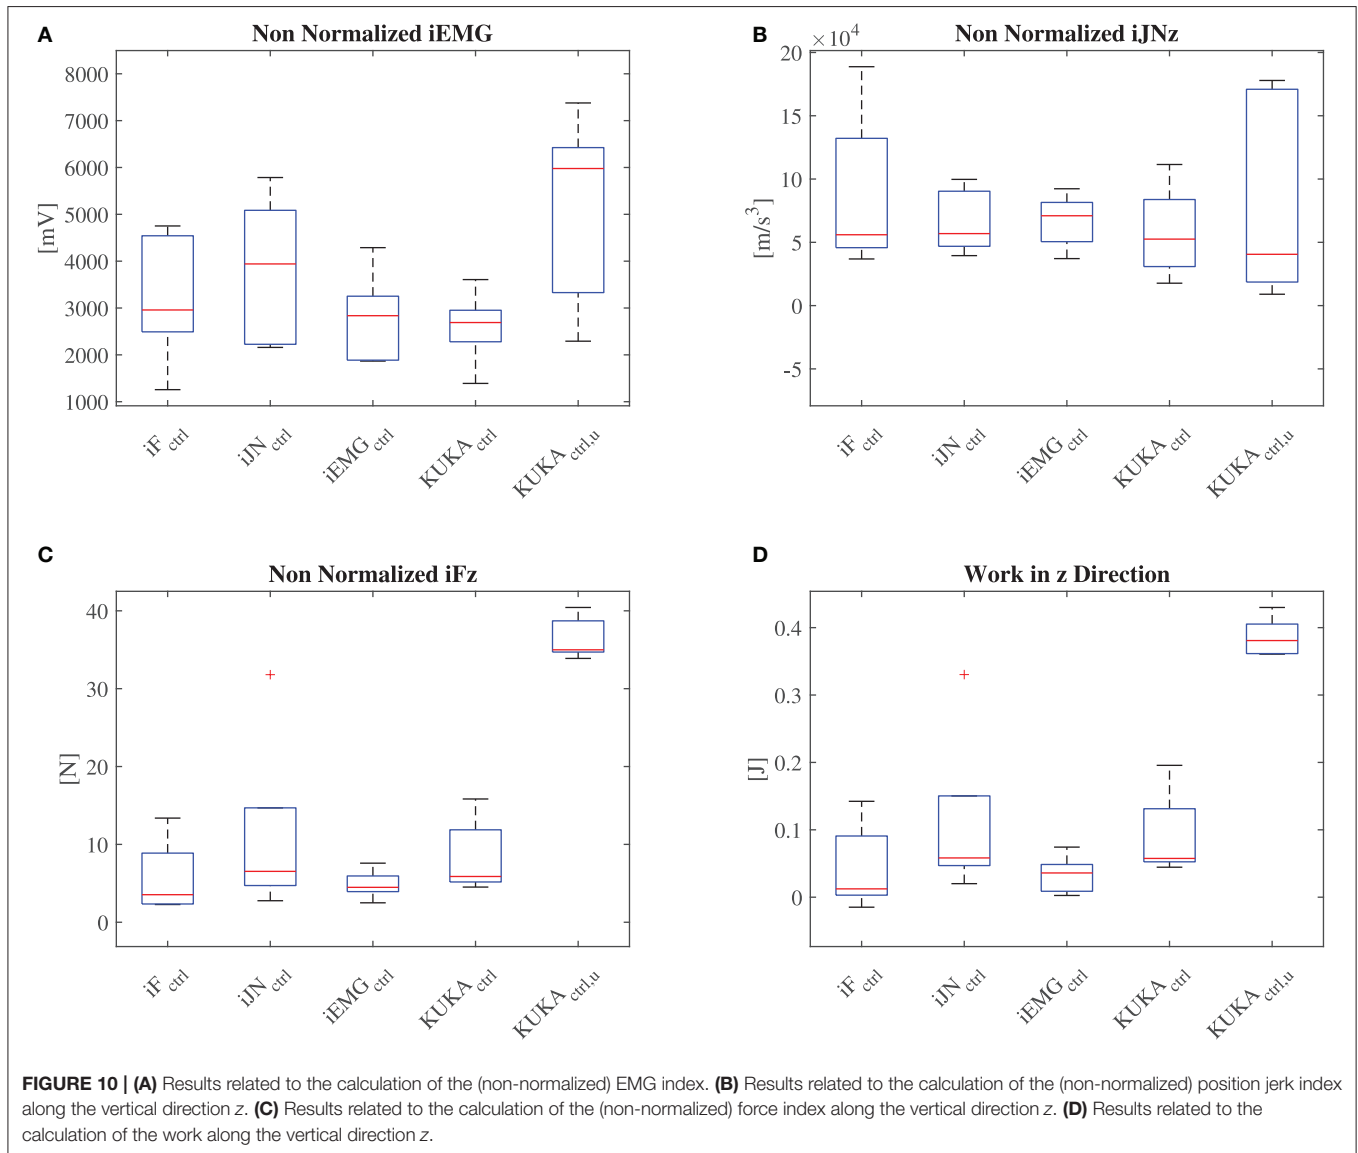 A
Non Normalized iEMG
8000
7000
6000
5000
4000
3000
2000
1000
[mV]
iF ctrl
iJN ctrl
iEMG ctrl
KUKA ctrl
KUKA ctrl,u
B
Non Normalized iJNz
×10^4
20
15
10
5
0
-5
[m/s^3]
iF ctrl
iJN ctrl
iEMG ctrl
KUKA ctrl
KUKA ctrl,u
C
Non Normalized iFz
40
30
20
10
0
[N]
iF ctrl
iJN ctrl
iEMG ctrl
KUKA ctrl
KUKA ctrl,u
D
Work in z Direction
0.4
0.3
0.2
0.1
0
[J]
iF ctrl
iJN ctrl
iEMG ctrl
KUKA ctrl
KUKA ctrl,u
FIGURE 10 | (A) Results related to the calculation of the (non-normalized) EMG index. (B) Results related to the calculation of the (non-normalized) position jerk index
along the vertical direction z. (C) Results related to the calculation of the (non-normalized) force index along the vertical direction z. (D) Results related to the
calculation of the work along the vertical direction z.